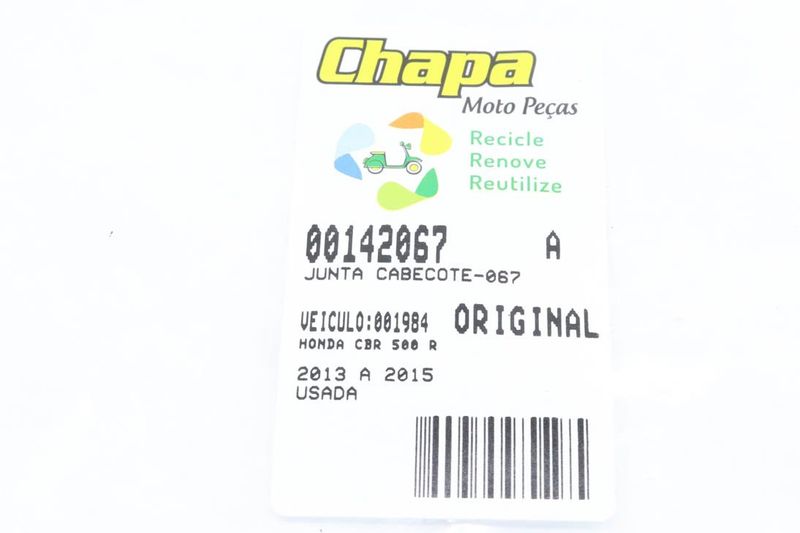 Chapa
Moto Peças
Recicle
Renove
Reutilize
00142067 A
JUNTA CABECOTE-067
VEICULO:001984 ORIGINAL
HONDA CBR 500 R
2013 A 2015
USADA